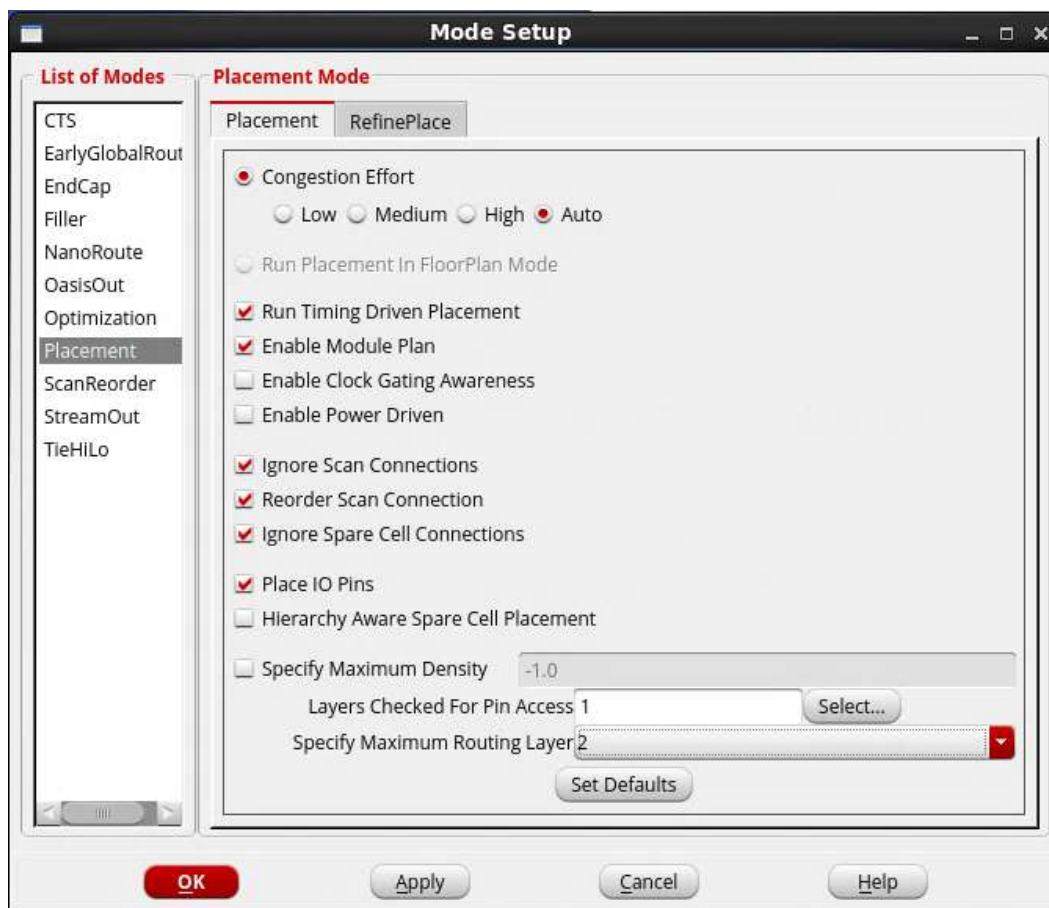 Mode Setup
List of Modes
CTS
EarlyGlobalRout
EndCap
Filler
NanoRoute
OasisOut
Optimization
Placement
ScanReorder
StreamOut
TieHiLo
Placement Mode
Placement RefinePlace
Congestion Effort
Low Medium High Auto
Run Placement In FloorPlan Mode
Run Timing Driven Placement
Enable Module Plan
Enable Clock Gating Awareness
Enable Power Driven
Ignore Scan Connections
Reorder Scan Connection
Ignore Spare Cell Connections
Place IO Pins
Hierarchy Aware Spare Cell Placement
Specify Maximum Density -1.0
Layers Checked For Pin Access 1 Select...
Specify Maximum Routing Layer 2
Set Defaults
OK Apply Cancel Help